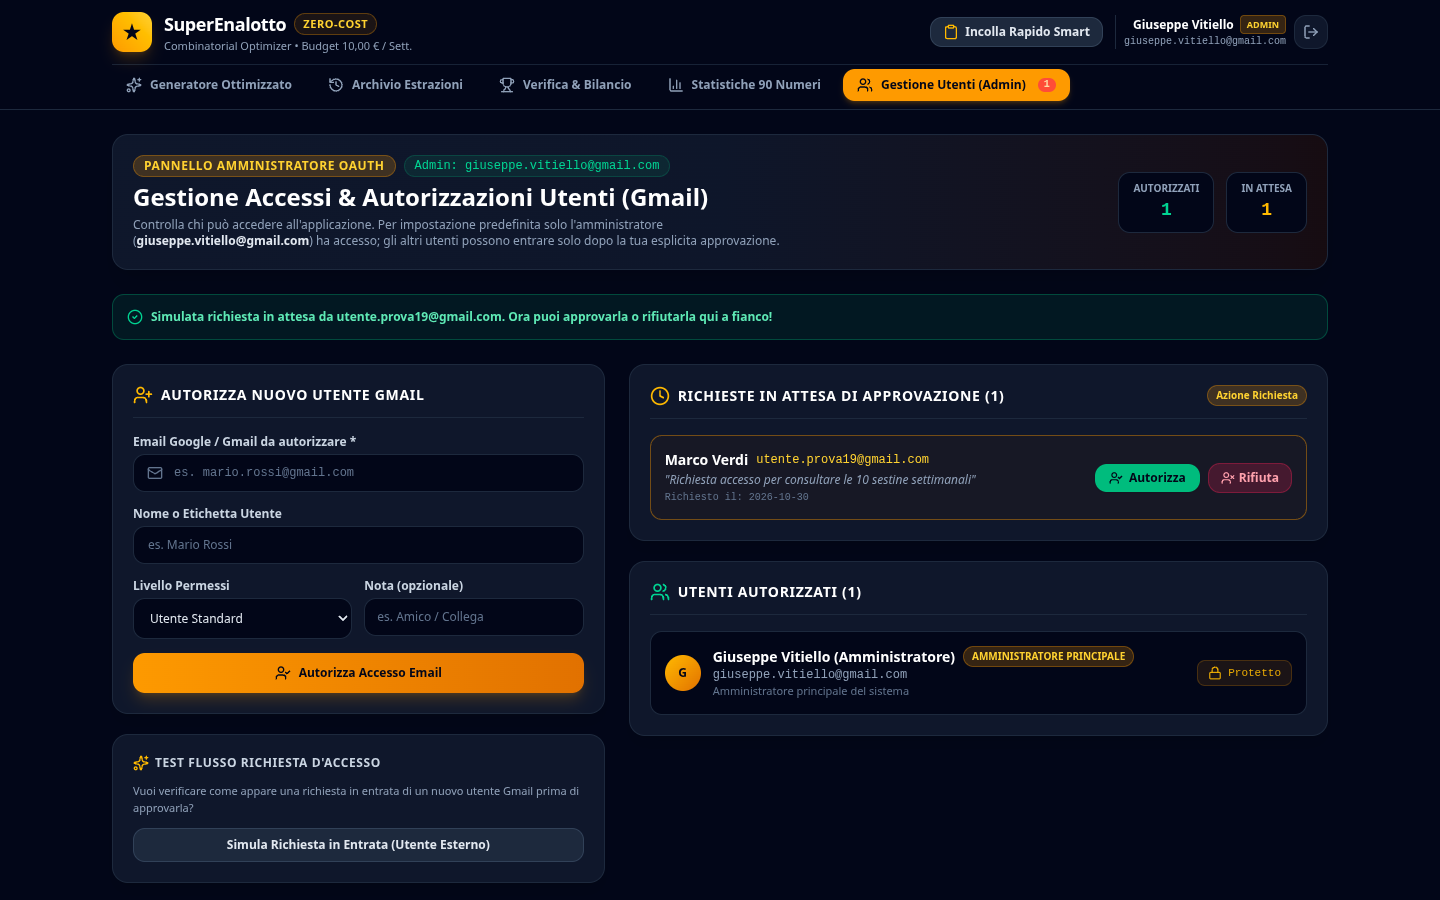 SuperEnalotto ZERO-COST
Combinatorial Optimizer • Budget 10,00 € / Sett.
Incolla Rapido Smart
Giuseppe Vitiello ADMIN
giuseppe.vitiello@gmail.com
Generatore Ottimizzato
Archivio Estrazioni
Verifica & Bilancio
Statistiche 90 Numeri
Gestione Utenti (Admin) 1
PANNELLO AMMINISTRATORE OAUTH
Admin: giuseppe.vitiello@gmail.com
Gestione Accessi & Autorizzazioni Utenti (Gmail)
Controlla chi può accedere all'applicazione. Per impostazione predefinita solo l'amministratore
(giuseppe.vitiello@gmail.com) ha accesso; gli altri utenti possono entrare solo dopo la tua esplicita approvazione.
AUTORIZZATI
1
IN ATTESA
1
Simulata richiesta in attesa da utente.prova19@gmail.com. Ora puoi approvarla o rifiutarla qui a fianco!
AUTORIZZA NUOVO UTENTE GMAIL
Email Google / Gmail da autorizzare *
es. mario.rossi@gmail.com
Nome o Etichetta Utente
es. Mario Rossi
Livello Permessi
Utente Standard
Nota (opzionale)
es. Amico / Collega
Autorizza Accesso Email
TEST FLUSSO RICHIESTA D'ACCESSO
Vuoi verificare come appare una richiesta in entrata di un nuovo utente Gmail prima di
approvarla?
Simula Richiesta in Entrata (Utente Esterno)
RICHIESTE IN ATTESA DI APPROVAZIONE (1)
Azione Richiesta
Marco Verdi utente.prova19@gmail.com
"Richiesta accesso per consultare le 10 sestine settimanali"
Richiesto il: 2026-10-30
Autorizza
Rifiuta
UTENTI AUTORIZZATI (1)
G
Giuseppe Vitiello (Amministratore) AMMINISTRATORE PRINCIPALE
giuseppe.vitiello@gmail.com
Amministratore principale del sistema
Protetto